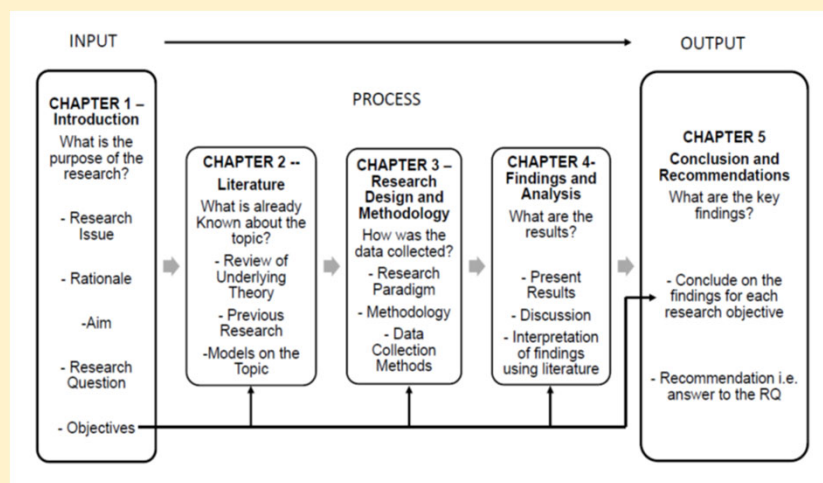 INPUT
OUTPUT
PROCESS
CHAPTER 1 –
Introduction
What is the
purpose of the
research?
- Research
Issue
- Rationale
-Aim
- Research
Question
- Objectives
CHAPTER 2 --
Literature
What is already
Known about the
topic?
- Review of
Underlying
Theory
- Previous
Research
-Models on the
Topic
CHAPTER 3 –
Research
Design and
Methodology
How was the
data collected?
- Research
Paradigm
- Methodology
- Data
Collection
Methods
CHAPTER 4-
Findings and
Analysis
What are the
results?
- Present
Results
- Discussion
- Interpretation
of findings
using literature
CHAPTER 5
Conclusion and
Recommendations
What are the key
findings?
- Conclude on the
findings for each
research objective
- Recommendation i.e.
answer to the RQ